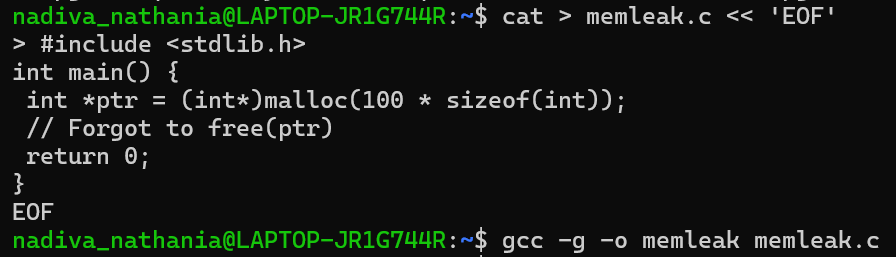 nadiva_nathania@LAPTOP-JR1G744R:~$ cat > memleak.c << 'EOF'
> #include <stdlib.h>
int main() {
 int *ptr = (int*)malloc(100 * sizeof(int));
 // Forgot to free(ptr)
 return 0;
}
EOF
nadiva_nathania@LAPTOP-JR1G744R:~$ gcc -g -o memleak memleak.c